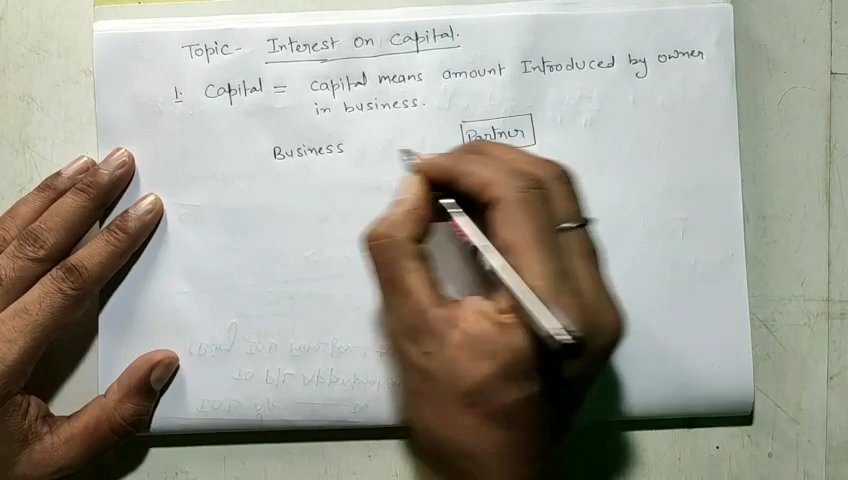 Topic - Interest on Capital.
1. Capital = capital means amount Introduced by owner
in business.
Business Partner